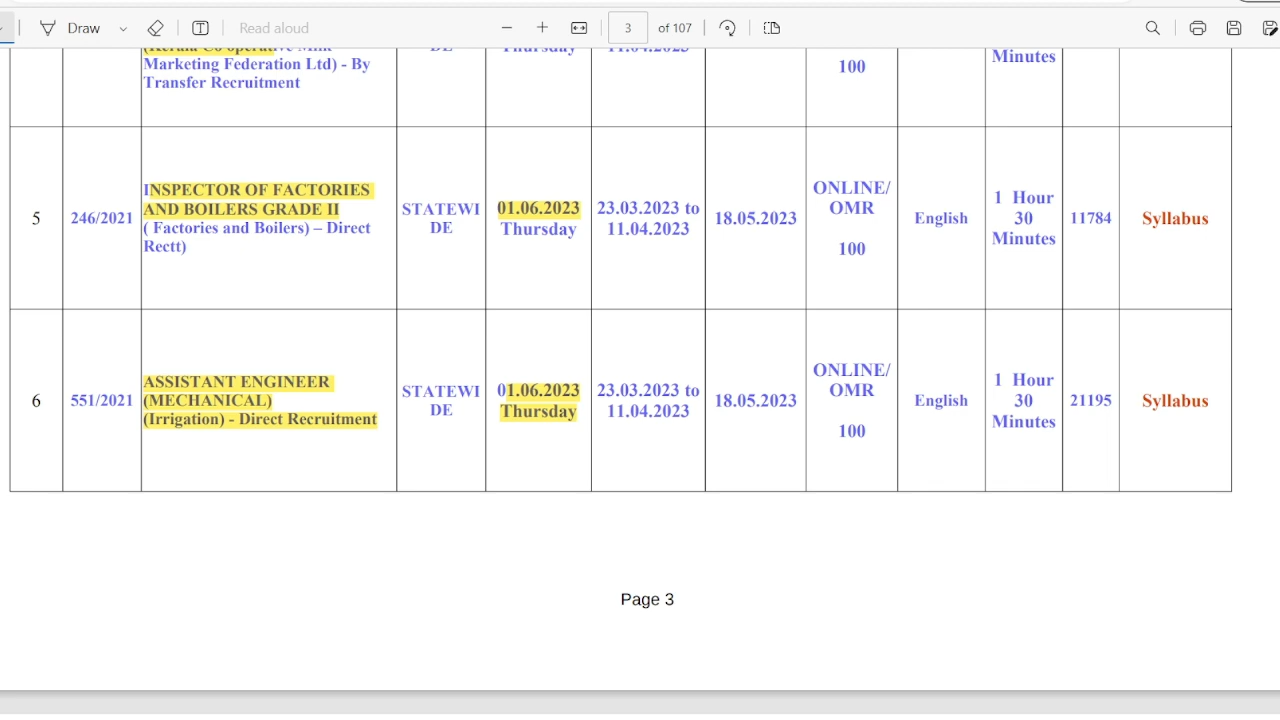 Draw
Read aloud
3 of 107
(Kerala Co operative Milk
Marketing Federation Ltd) - By
Transfer Recruitment
DE
Thursday
11.04.2023
100
Minutes
5
246/2021
INSPECTOR OF FACTORIES
AND BOILERS GRADE II
( Factories and Boilers) – Direct
Rectt)
STATEWI
DE
01.06.2023
Thursday
23.03.2023 to
11.04.2023
18.05.2023
ONLINE/
OMR
100
English
1 Hour
30
Minutes
11784
Syllabus
6
551/2021
ASSISTANT ENGINEER
(MECHANICAL)
(Irrigation) - Direct Recruitment
STATEWI
DE
01.06.2023
Thursday
23.03.2023 to
11.04.2023
18.05.2023
ONLINE/
OMR
100
English
1 Hour
30
Minutes
21195
Syllabus
Page 3